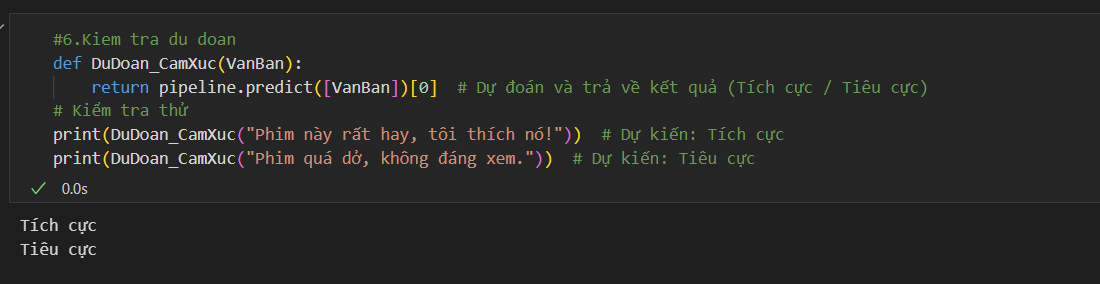 #6.Kiem tra du doan
def DuDoan_CamXuc(VanBan):
    return pipeline.predict([VanBan])[0]  # Dự đoán và trả về kết quả (Tích cực / Tiêu cực)
# Kiểm tra thử
print(DuDoan_CamXuc("Phim này rất hay, tôi thích nó!"))  # Dự kiến: Tích cực
print(DuDoan_CamXuc("Phim quá dở, không đáng xem."))  # Dự kiến: Tiêu cực
0.0s
Tích cực
Tiêu cực